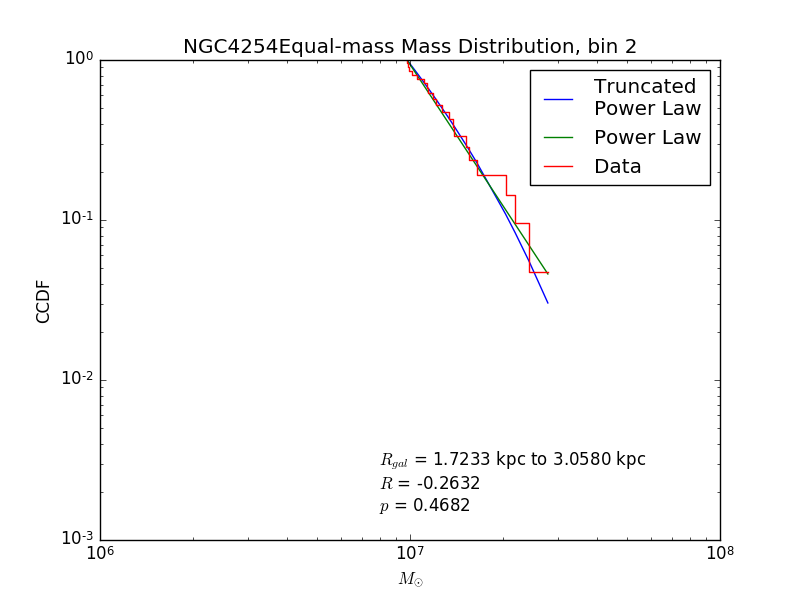 NGC4254Equal-mass Mass Distribution, bin 2
10^0
10^-1
10^-2
10^-3
CCDF
Truncated
Power Law
Power Law
Data
R_gal = 1.7233 kpc to 3.0580 kpc
R = -0.2632
p = 0.4682
10^6 10^7 10^8
M_⊙